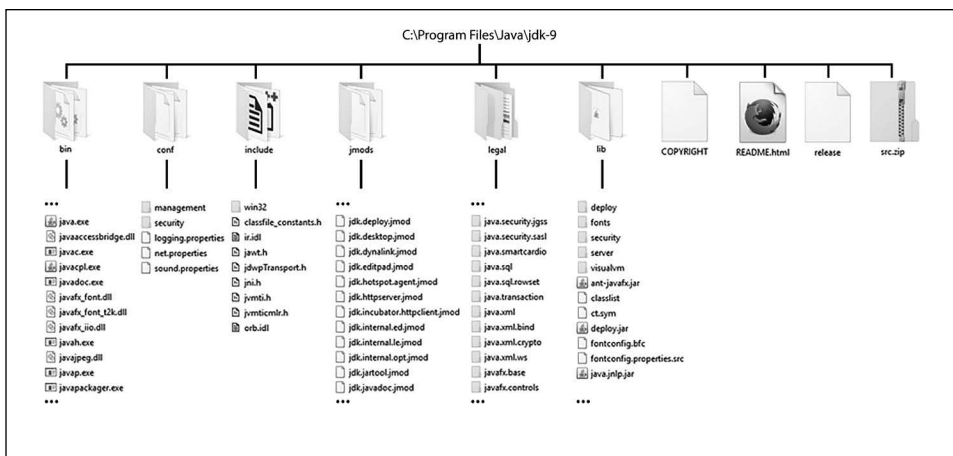 C:\Program Files\Java\jdk-9
bin
conf
include
jmods
legal
lib
COPYRIGHT
README.html
release
src.zip
...
java.exe
javaaccessbridge.dll
javac.exe
javacpl.exe
javadoc.exe
javafx_font.dll
javafx_font_t2k.dll
javafx_iio.dll
javah.exe
javajpeg.dll
javap.exe
javapackager.exe
...
management
security
logging.properties
net.properties
sound.properties
win32
classfile_constants.h
ir.idl
jawt.h
jdwpTransport.h
jni.h
jvmti.h
jvmticmlr.h
orb.idl
...
jdk.deploy.jmod
jdk.desktop.jmod
jdk.dynalink.jmod
jdk.editpad.jmod
jdk.hotspot.agent.jmod
jdk.httpserver.jmod
jdk.incubator.httpclient.jmod
jdk.internal.ed.jmod
jdk.internal.le.jmod
jdk.internal.opt.jmod
jdk.jartool.jmod
jdk.javadoc.jmod
...
...
java.security.jgss
java.security.sasl
java.smartcardio
java.sql
java.sql.rowset
java.transaction
java.xml
java.xml.bind
java.xml.crypto
java.xml.ws
javafx.base
javafx.controls
...
deploy
fonts
security
server
visualvm
ant-javafx.jar
classlist
ct.sym
deploy.jar
fontconfig.bfc
fontconfig.properties.src
java.jnlp.jar
...